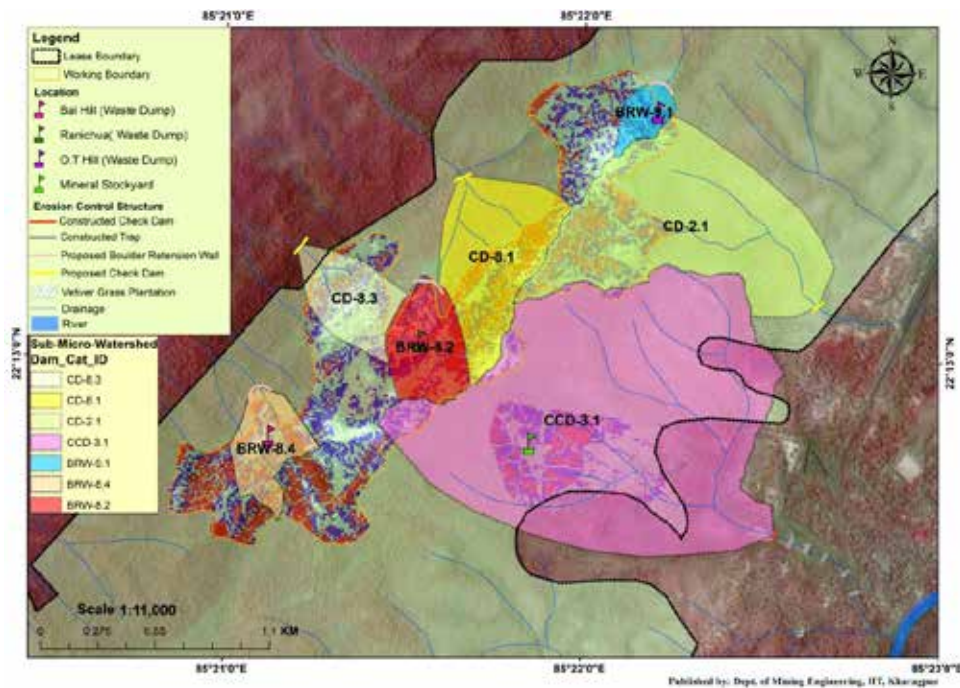 85°21'0"E
85°22'0"E
Legend
Lease Boundary
Working Boundary
Location
Bal Hill (Waste Dump)
Ranichua( Waste Dump)
O.T Hill (Waste Dump)
Mineral Stockyard
Erosion Control Structure
Constructed Check Dam
Constructed Trap
Proposed Boulder Retension Wall
Proposed Check Dam
Vetiver Grass Plantation
Drainage
River
Sub-Micro-Watershed
Dam_Cat_ID
CD-8.3
CD-8.1
CD-2.1
CCD-3.1
BRW-9.1
BRW-8.4
BRW-8.2
N
W
E
S
BRW-9.1
CD-2.1
CD-8.1
CD-8.3
BRW-8.2
CCD-3.1
BRW-8.4
22°13'0"N
22°13'0"N
Scale 1:11,000
0 0.275 0.55 1.1 KM
85°21'0"E
85°22'0"E
85°23'0"E
Published by: Dept. of Mining Engineering, IIT, Kharagpur